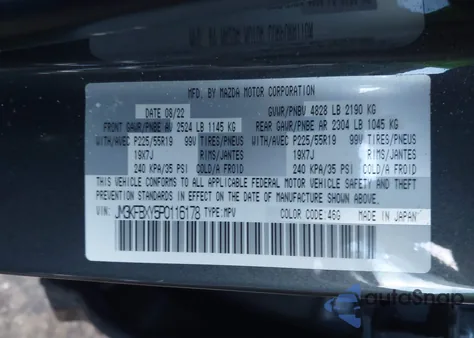 MFD. BY MAZDA MOTOR CORPORATION
DATE 08/22 GVWR/PNBV 4828 LB 2190 KG
FRONT GAWR/PNBE AV 2524 LB 1145 KG REAR GAWR/PNBE AR 2304 LB 1045 KG
WITH/AVEC P225/55R19 99V TIRES/PNEUS WITH/AVEC P225/55R19 99V TIRES/PNEUS
19X7J RIMS/JANTES 19X7J RIMS/JANTES
240 KPA/35 PSI COLD/A FROID 240 KPA/35 PSI COLD/A FROID
THIS VEHICLE CONFORMS TO ALL APPLICABLE FEDERAL MOTOR VEHICLE SAFETY AND THEFT
PREVENTION STANDARDS IN EFFECT ON THE DATE OF MANUFACTURE SHOWN ABOVE.
VIN: JM3KFBXY5P0116178 TYPE: MPV COLOR CODE: 46G MADE IN JAPAN
autoSnap